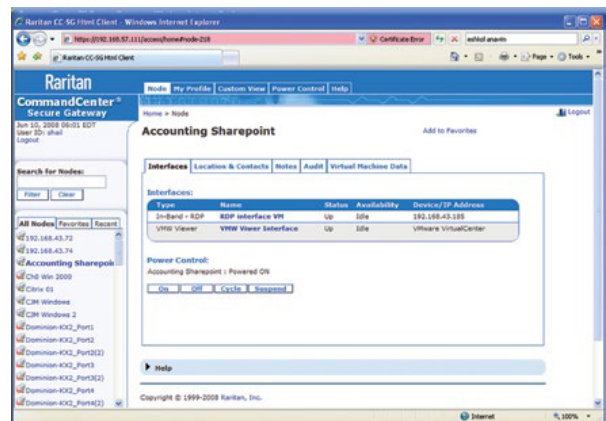 Raritan CC-SG Html Client - Windows Internet Explorer
https://192.168.57.111/access/home?node=218
Certificate Error
eshkol anavim
Raritan CC-SG Html Client
Page
Tools
Raritan
CommandCenter®
Secure Gateway
Jun 10, 2008 06:01 EDT
User ID: shail
Logout
Search for Nodes:
Filter Clear
All Nodes Favorites Recent
192.168.43.72
192.168.43.74
Accounting Sharepoin
Citrix 01
CJM Windows
CJM Windows 2
Dominion-KX2_Port1
Dominion-KX2_Port2
Dominion-KX2_Port2(2)
Dominion-KX2_Port3
Dominion-KX2_Port3(2)
Dominion-KX2_Port4
Dominion-KX2_Port4(2)
Node My Profile Custom View Power Control Help
Home > Node
Logout
Accounting Sharepoint
Add to Favorites
Interfaces Location & Contacts Notes Audit Virtual Machine Data
Interfaces:
Type Name Status Availability Device/IP Address
In-Band - RDP RDP interface VM Up Idle 192.168.43.185
VMW Viewer VMW Viwer Interface Up Idle VMware VirtualCenter
Power Control:
Accounting Sharepoint : Powered ON
On Off Cycle Suspend
Help
Copyright © 1999-2008 Raritan, Inc.
Internet
100%